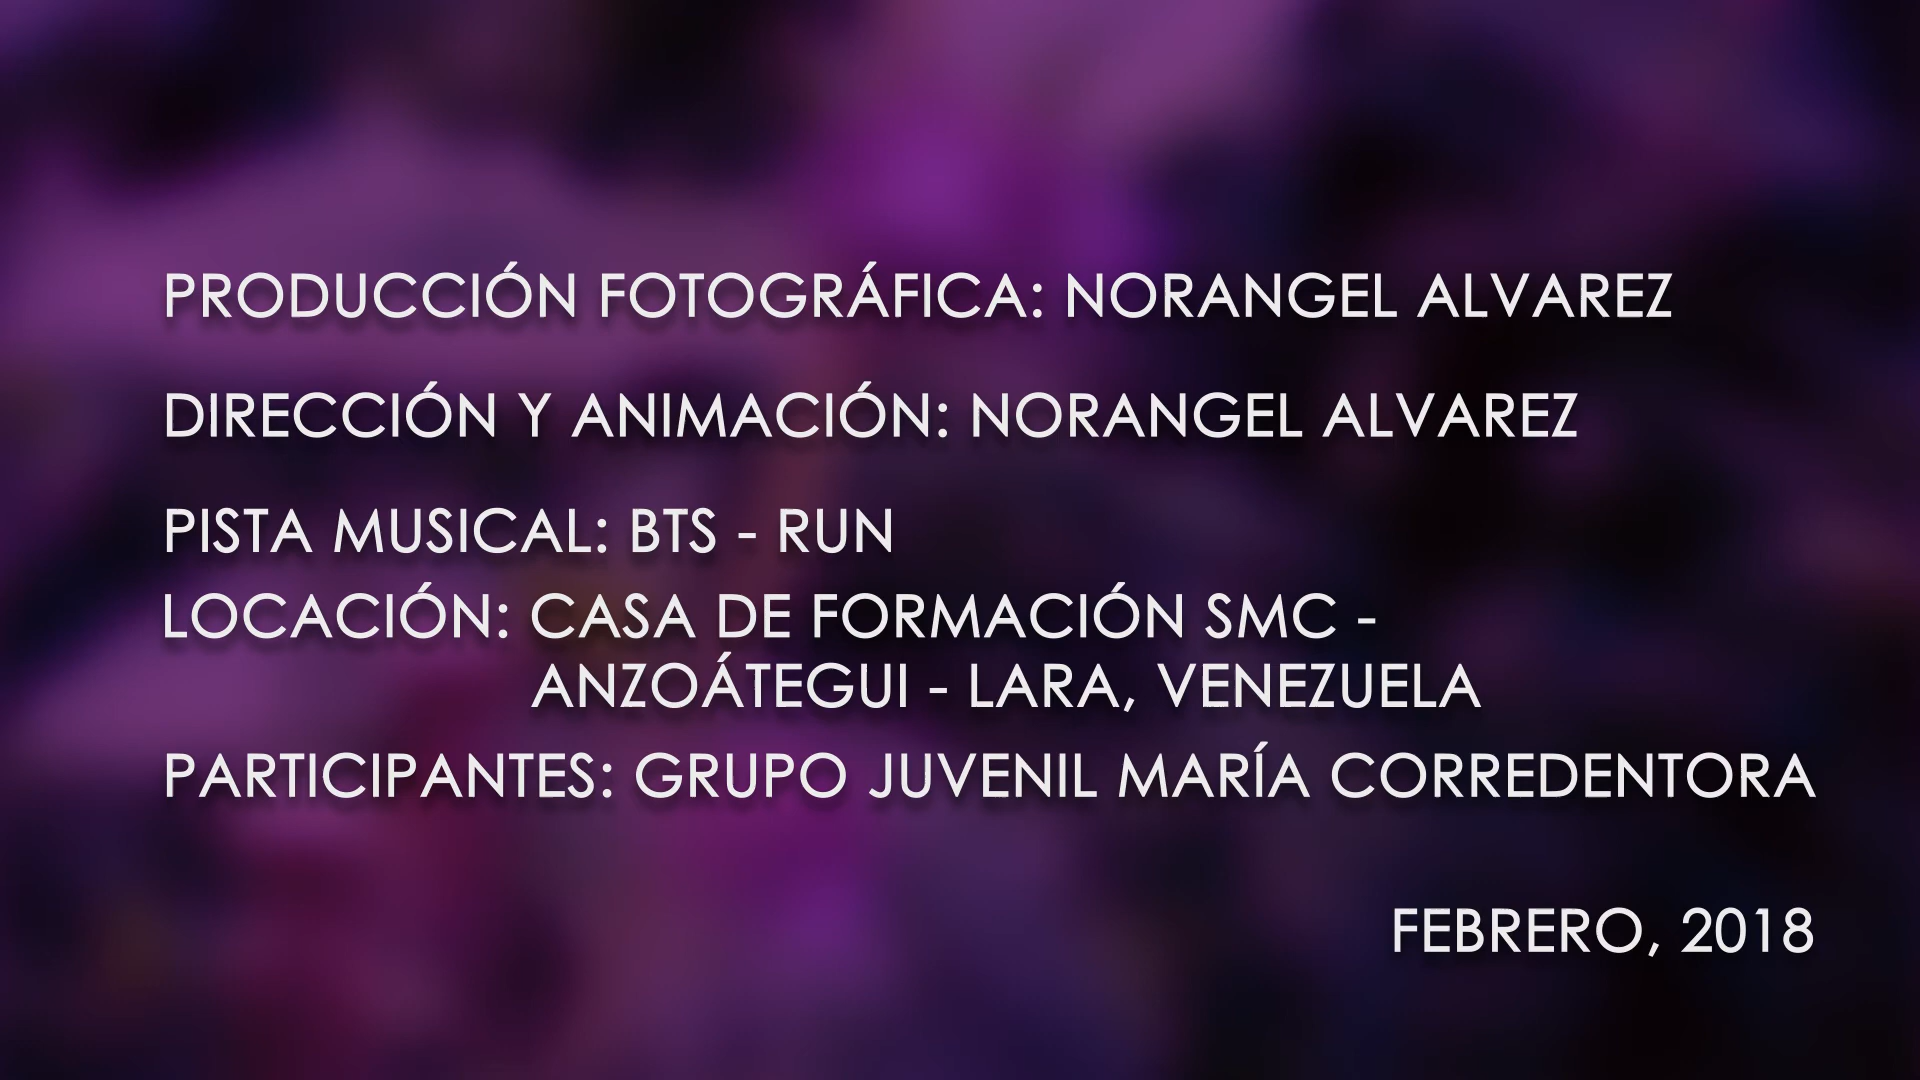 PRODUCCIÓN FOTOGRÁFICA: NORANGEL ALVAREZ
DIRECCIÓN Y ANIMACIÓN: NORANGEL ALVAREZ
PISTA MUSICAL: BTS - RUN
LOCACIÓN: CASA DE FORMACIÓN SMC -
ANZOÁTEGUI - LARA, VENEZUELA
PARTICIPANTES: GRUPO JUVENIL MARÍA CORREDENTORA
FEBRERO, 2018